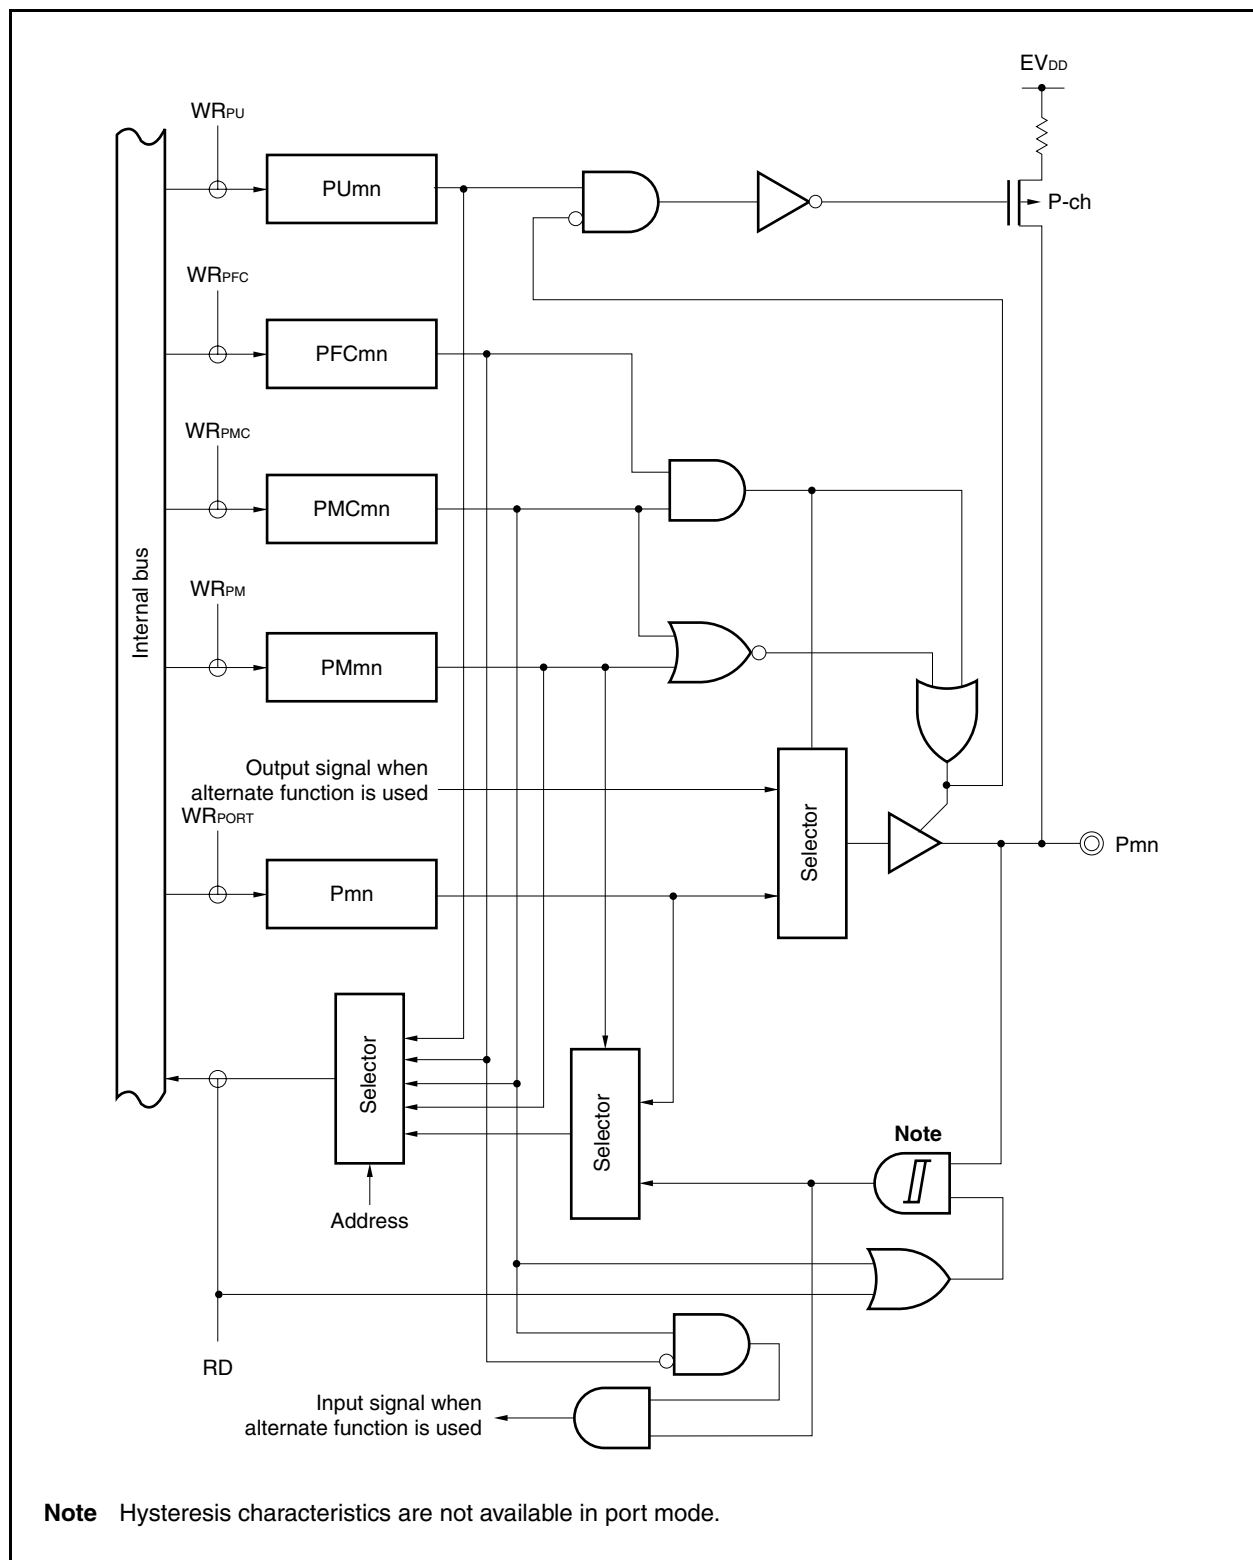 EVDD
WRPU
PUmn
P-ch
WRPFC
PFCmn
WRPMC
PMCmn
Internal bus
WRPM
PMmn
Output signal when
alternate function is used
WRPORT
Selector
Pmn
Pmn
Selector
Selector
Note
Address
RD
Input signal when
alternate function is used
Note Hysteresis characteristics are not available in port mode.